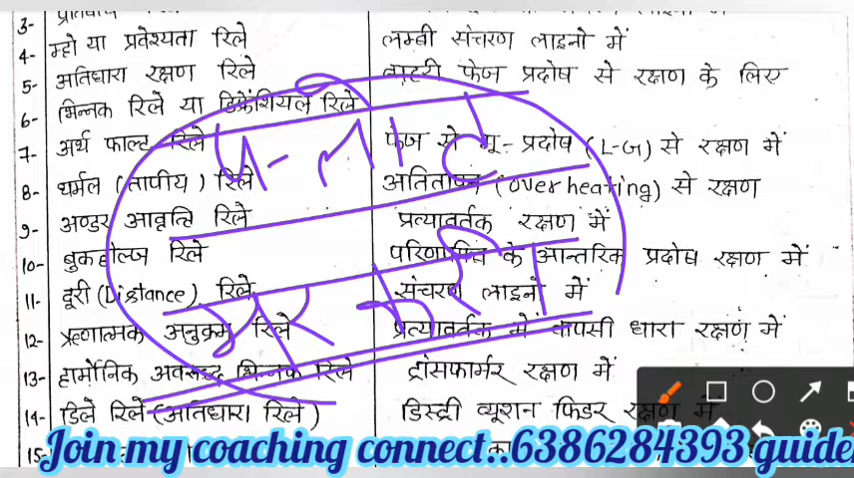 3-
4- म्हो या प्रवेश्यता रिले लम्बी संचरण लाइनो में
5- अतिधारा रक्षण रिले बाहरी फेज प्रदोष से रक्षण के लिए
6- भिन्नक रिले या डिफ्रेंशियल रिले
7- अर्थ फाल्ट रिले फेज से भू - प्रदोष (L-G) से रक्षण में
8- थर्मल (तापीय) रिले अतितापन (over heating) से रक्षण
9- अण्डर आवृत्ति रिले प्रत्यावर्तक रक्षण में
10- बुकहोल्ज रिले परिणामित्र के आन्तरिक प्रदोष रक्षण में
11- दूरी (Distance) रिले संचरण लाइनो में
12- ऋणात्मक अनुक्रम रिले प्रत्यावर्तक में वापसी धारा रक्षण में
13- हार्मोनिक अवरूद्ध भिन्नक रिले ट्रांसफार्मर रक्षण में
14- डिले रिले (अतिधारा रिले) डिस्ट्री व्यूशन फिडर रक्षण में
15-
Join my coaching connect..6386284393 guide